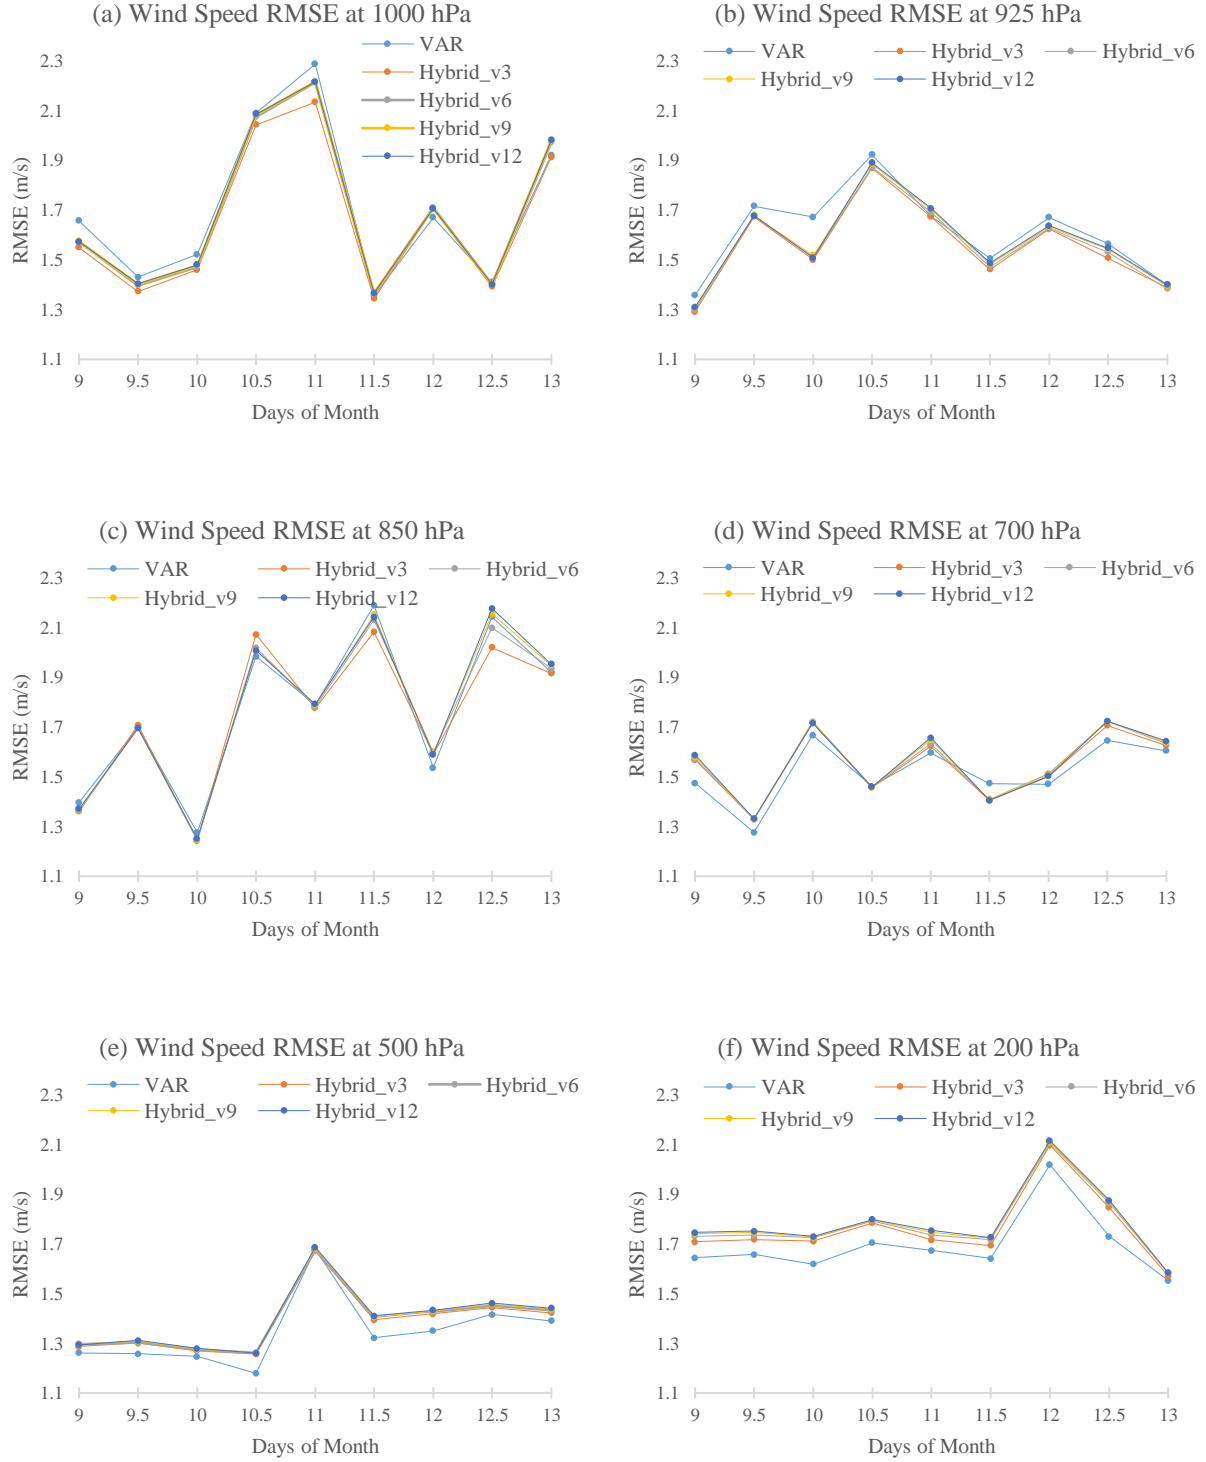 (a) Wind Speed RMSE at 1000 hPa
VAR
Hybrid_v3
Hybrid_v6
Hybrid_v9
Hybrid_v12
2.3
2.1
1.9
1.7
1.5
1.3
1.1
RMSE (m/s)
9 9.5 10 10.5 11 11.5 12 12.5 13
Days of Month
(b) Wind Speed RMSE at 925 hPa
VAR Hybrid_v3 Hybrid_v6
Hybrid_v9 Hybrid_v12
2.3
2.1
1.9
1.7
1.5
1.3
1.1
RMSE (m/s)
9 9.5 10 10.5 11 11.5 12 12.5 13
Days of Month
(c) Wind Speed RMSE at 850 hPa
VAR Hybrid_v3 Hybrid_v6
Hybrid_v9 Hybrid_v12
2.3
2.1
1.9
1.7
1.5
1.3
1.1
RMSE (m/s)
9 9.5 10 10.5 11 11.5 12 12.5 13
Days of Month
(d) Wind Speed RMSE at 700 hPa
VAR Hybrid_v3 Hybrid_v6
Hybrid_v9 Hybrid_v12
2.3
2.1
1.9
1.7
1.5
1.3
1.1
RMSE m/s)
9 9.5 10 10.5 11 11.5 12 12.5 13
Days of Month
(e) Wind Speed RMSE at 500 hPa
VAR Hybrid_v3 Hybrid_v6
Hybrid_v9 Hybrid_v12
2.3
2.1
1.9
1.7
1.5
1.3
1.1
RMSE (m/s)
9 9.5 10 10.5 11 11.5 12 12.5 13
Days of Month
(f) Wind Speed RMSE at 200 hPa
VAR Hybrid_v3 Hybrid_v6
Hybrid_v9 Hybrid_v12
2.3
2.1
1.9
1.7
1.5
1.3
1.1
RMSE (m/s)
9 9.5 10 10.5 11 11.5 12 12.5 13
Days of Month